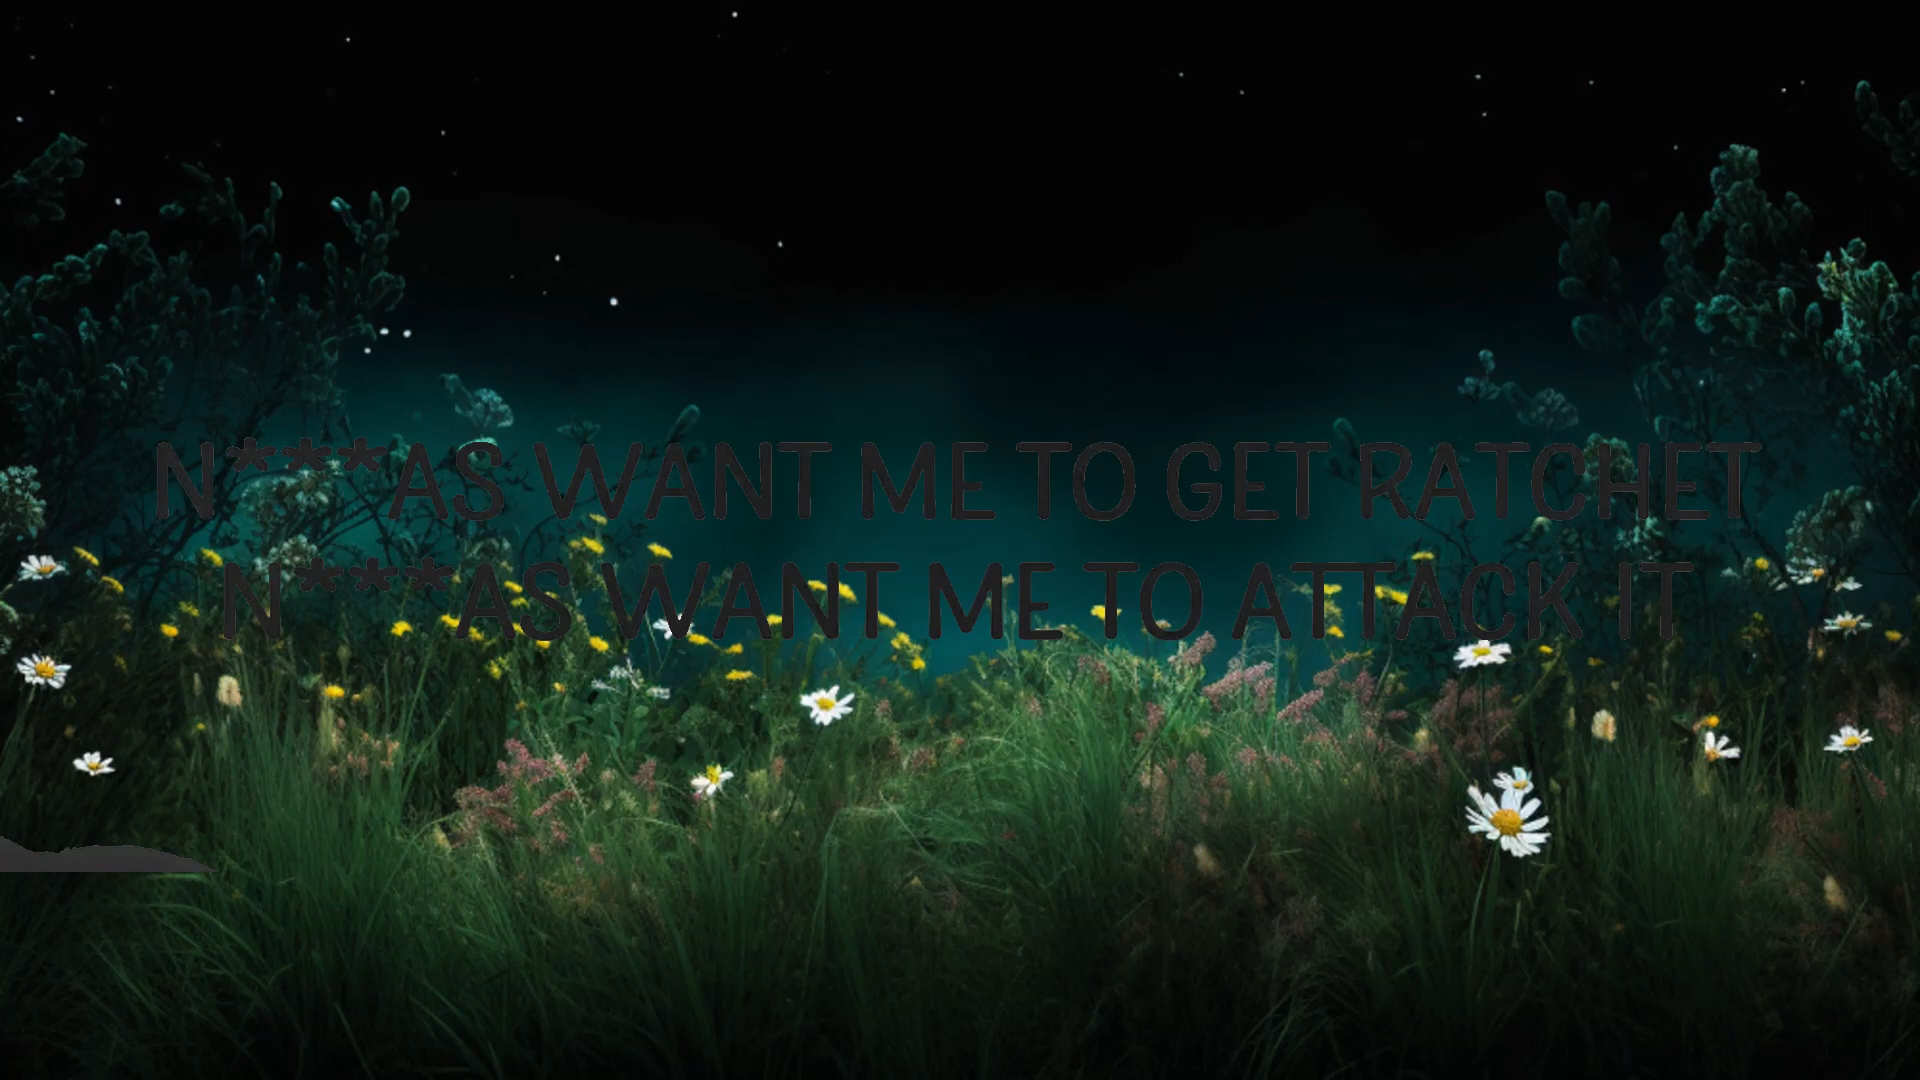 N***AS WANT ME TO GET RATCHET
N***AS WANT ME TO ATTACK IT